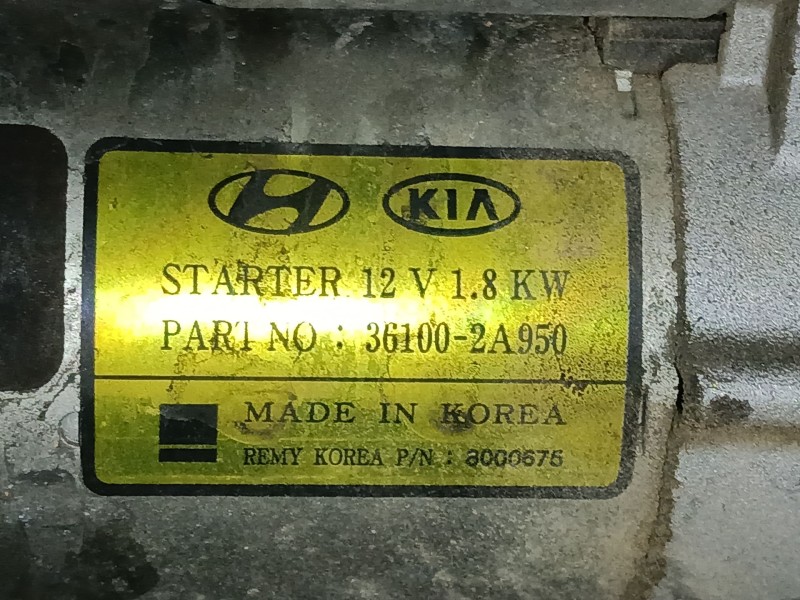 KIA
STARTER 12 V 1.8 KW
PART NO : 36100-2A950
MADE IN KOREA
REMY KOREA P/N : 8000675